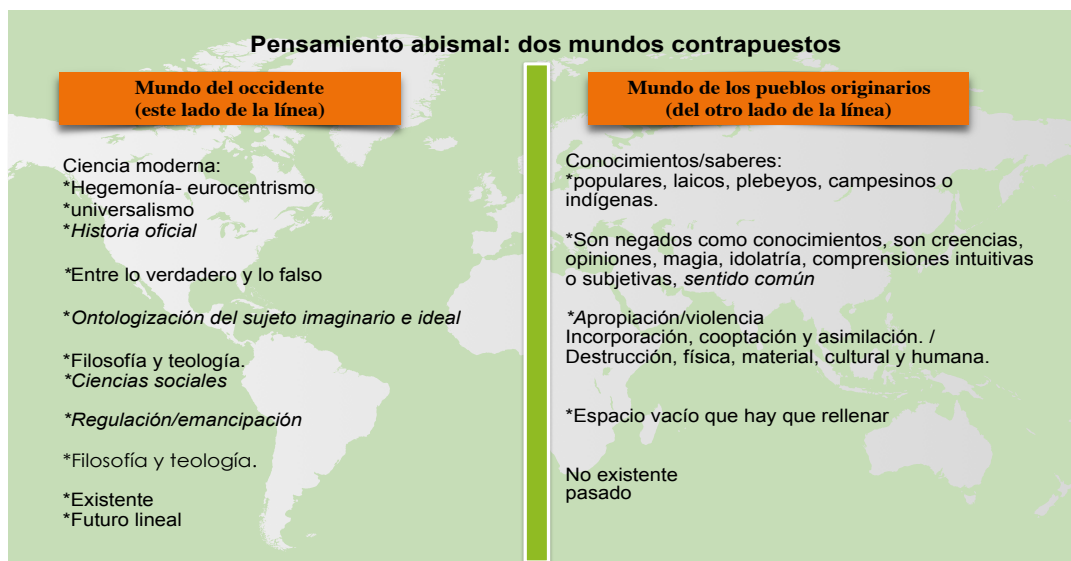 Pensamiento abismal: dos mundos contrapuestos
Mundo del occidente
(este lado de la línea)
Ciencia moderna:
*Hegemonía- eurocentrismo
*universalismo
*Historia oficial
*Entre lo verdadero y lo falso
*Ontologización del sujeto imaginario e ideal
*Filosofía y teología.
*Ciencias sociales
*Regulación/emancipación
*Filosofía y teología.
*Existente
*Futuro lineal
Mundo de los pueblos originarios
(del otro lado de la línea)
Conocimientos/saberes:
*populares, laicos, plebeyos, campesinos o
indígenas.
*Son negados como conocimientos, son creencias,
opiniones, magia, idolatría, comprensiones intuitivas
o subjetivas, sentido común
*Apropiación/violencia
Incorporación, cooptación y asimilación. /
Destrucción, física, material, cultural y humana.
*Espacio vacío que hay que rellenar
No existente
pasado